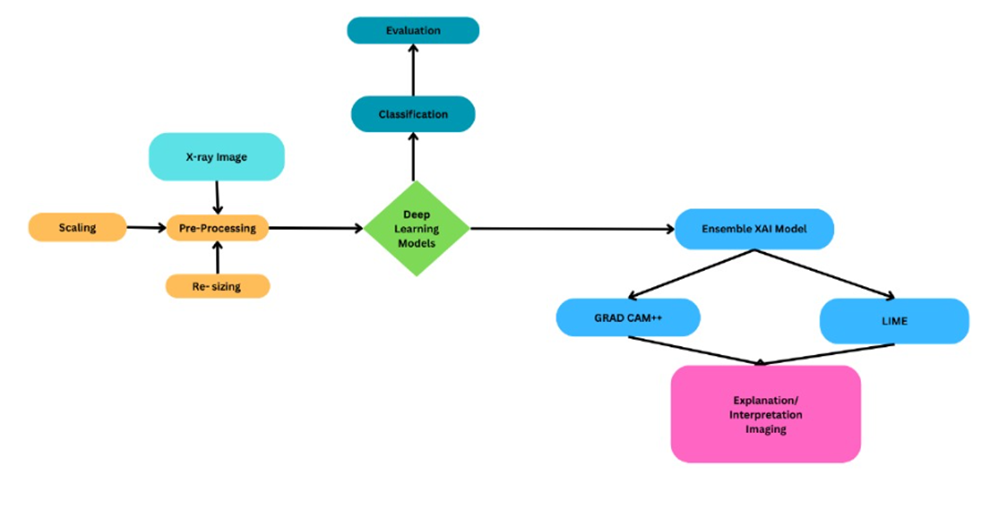 Evaluation
Classification
X-ray Image
Scaling
Pre-Processing
Re- sizing
Deep
Learning
Models
Ensemble XAI Model
GRAD CAM++
LIME
Explanation/
Interpretation
Imaging